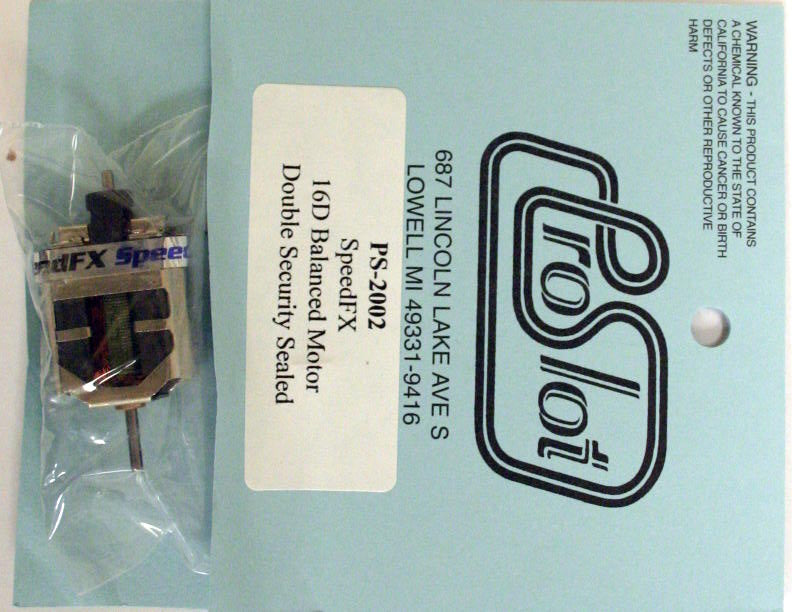 WARNING - THIS PRODUCT CONTAINS
A CHEMICAL KNOWN TO THE STATE OF
CALIFORNIA TO CAUSE CANCER OR BIRTH
DEFECTS OR OTHER REPRODUCTIVE
HARM
ProSlot
687 LINCOLN LAKE AVE S
LOWELL MI 49331-9416
PS-2002
SpeedFX
16D Balanced Motor
Double Security Sealed